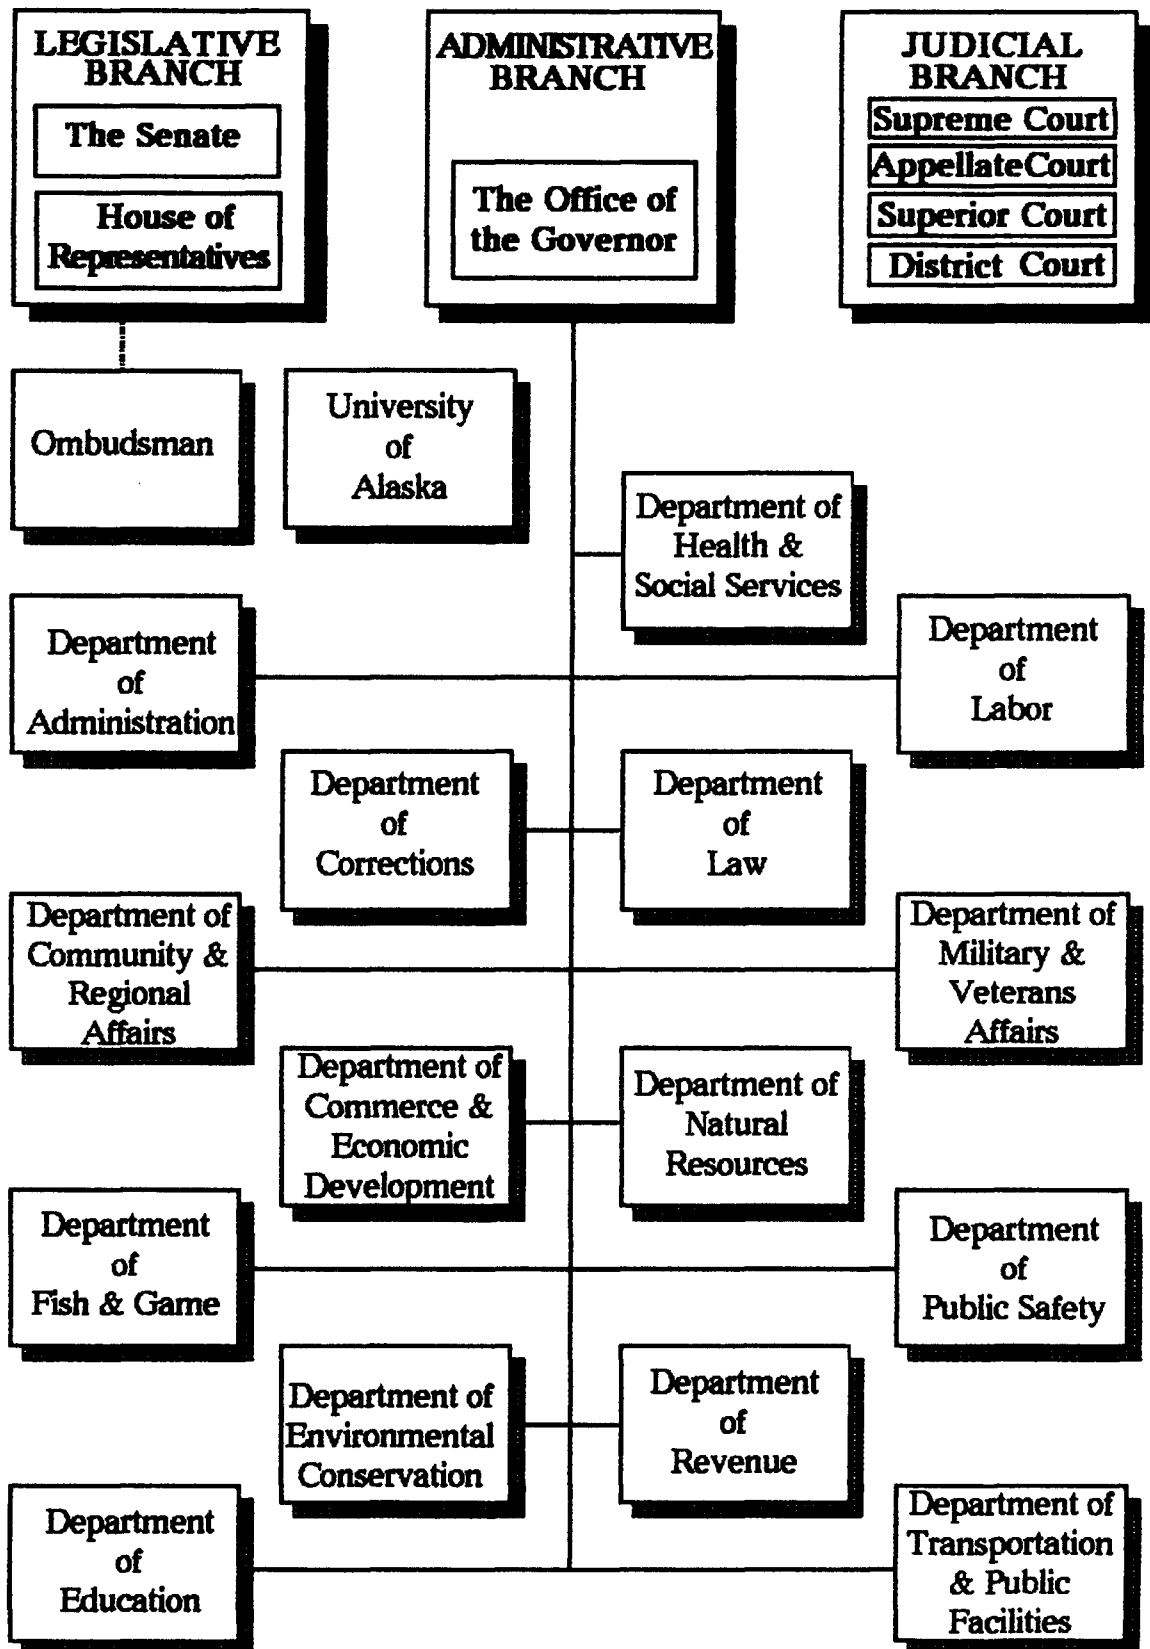 LEGISLATIVE
BRANCH
The Senate
House of
Representatives
ADMINISTRATIVE
BRANCH
The Office of
the Governor
JUDICIAL
BRANCH
Supreme Court
Appellate Court
Superior Court
District Court
Ombudsman
University
of
Alaska
Department of
Health &
Social Services
Department
of
Administration
Department
of
Labor
Department
of
Corrections
Department
of
Law
Department of
Community &
Regional
Affairs
Department of
Military &
Veterans
Affairs
Department of
Commerce &
Economic
Development
Department of
Natural
Resources
Department
of
Fish & Game
Department
of
Public Safety
Department of
Environmental
Conservation
Department
of
Revenue
Department
of
Education
Department of
Transportation
& Public
Facilities